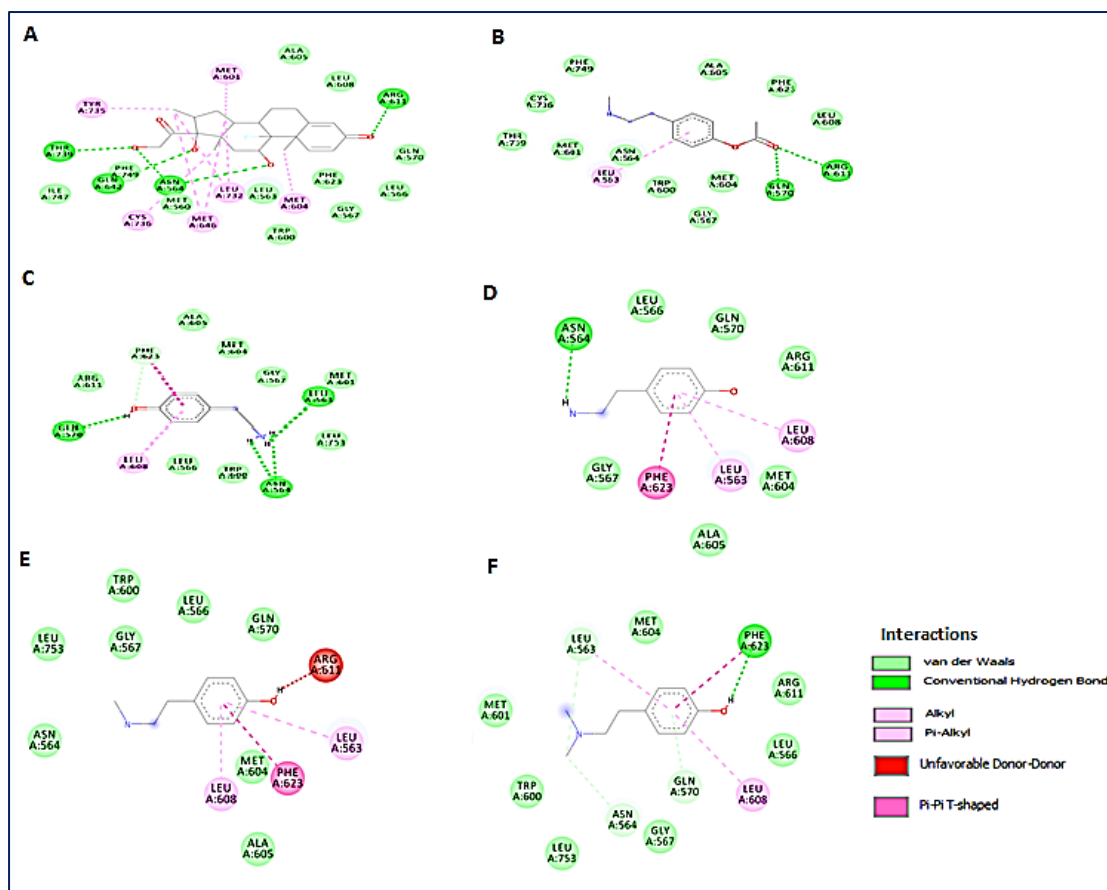 A
ALA
A:605
MET
A:601
LEU
A:608
ARG
A:611
TYR
A:735
THR
A:739
GLN
A:570
PHE
A:749
GLN
A:642
ASN
A:564
ILE
A:747
MET
A:560
LEU
A:732
LEU
A:563
PHE
A:623
LEU
A:566
MET
A:604
GLY
A:567
CYS
A:736
MET
A:646
TRP
A:600
B
PHE
A:749
ALA
A:605
PHE
A:623
CYS
A:736
LEU
A:608
THR
A:739
MET
A:601
ASN
A:564
LEU
A:563
ARG
A:611
TRP
A:600
MET
A:604
GLN
A:570
GLY
A:567
C
ALA
A:605
PHE
A:623
MET
A:604
ARG
A:611
GLY
A:567
MET
A:601
LEU
A:563
GLN
A:570
H
LEU
A:608
LEU
A:566
N
H
H
H
LEU
A:753
TRP
A:600
ASN
A:564
D
LEU
A:566
ASN
A:564
GLN
A:570
ARG
A:611
H
N
O
LEU
A:608
GLY
A:567
PHE
A:623
LEU
A:563
MET
A:604
ALA
A:605
E
TRP
A:600
LEU
A:566
GLN
A:570
LEU
A:753
GLY
A:567
ARG
A:611
H
O
N
ASN
A:564
LEU
A:563
MET
A:604
PHE
A:623
LEU
A:608
ALA
A:605
F
LEU
A:563
MET
A:604
PHE
A:623
ARG
A:611
H
O
MET
A:601
N
LEU
A:566
TRP
A:600
GLN
A:570
LEU
A:608
ASN
A:564
GLY
A:567
LEU
A:753
Interactions
van der Waals
Conventional Hydrogen Bond
Alkyl
Pi-Alkyl
Unfavorable Donor-Donor
Pi-Pi T-shaped